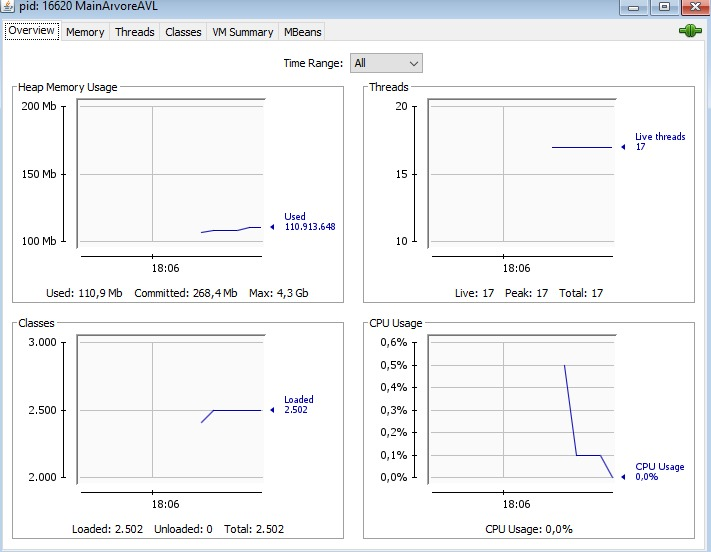 pid: 16620 MainArvoreAVL
Overview Memory Threads Classes VM Summary MBeans
Time Range: All
Heap Memory Usage
200 Mb
150 Mb
100 Mb
Used
110.913.648
18:06
Used: 110,9 Mb Committed: 268,4 Mb Max: 4,3 Gb
Threads
20
15
10
Live threads
17
18:06
Live: 17 Peak: 17 Total: 17
Classes
3.000
2.500
2.000
Loaded
2.502
18:06
Loaded: 2.502 Unloaded: 0 Total: 2.502
CPU Usage
0,6%
0,5%
0,4%
0,3%
0,2%
0,1%
0,0%
CPU Usage
0,0%
18:06
CPU Usage: 0,0%